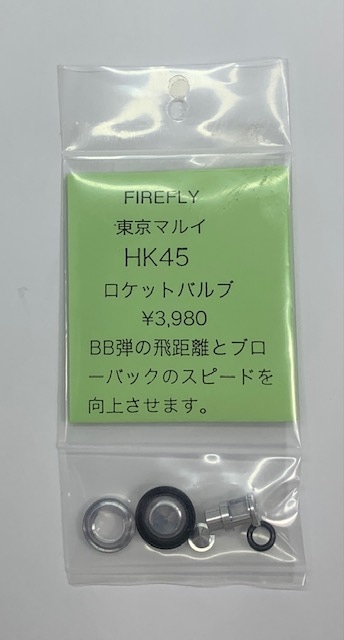 FIREFLY
東京マルイ
HK45
ロケットバルブ
¥3,980
BB弾の飛距離とブロ
ーバックのスピードを
向上させます。